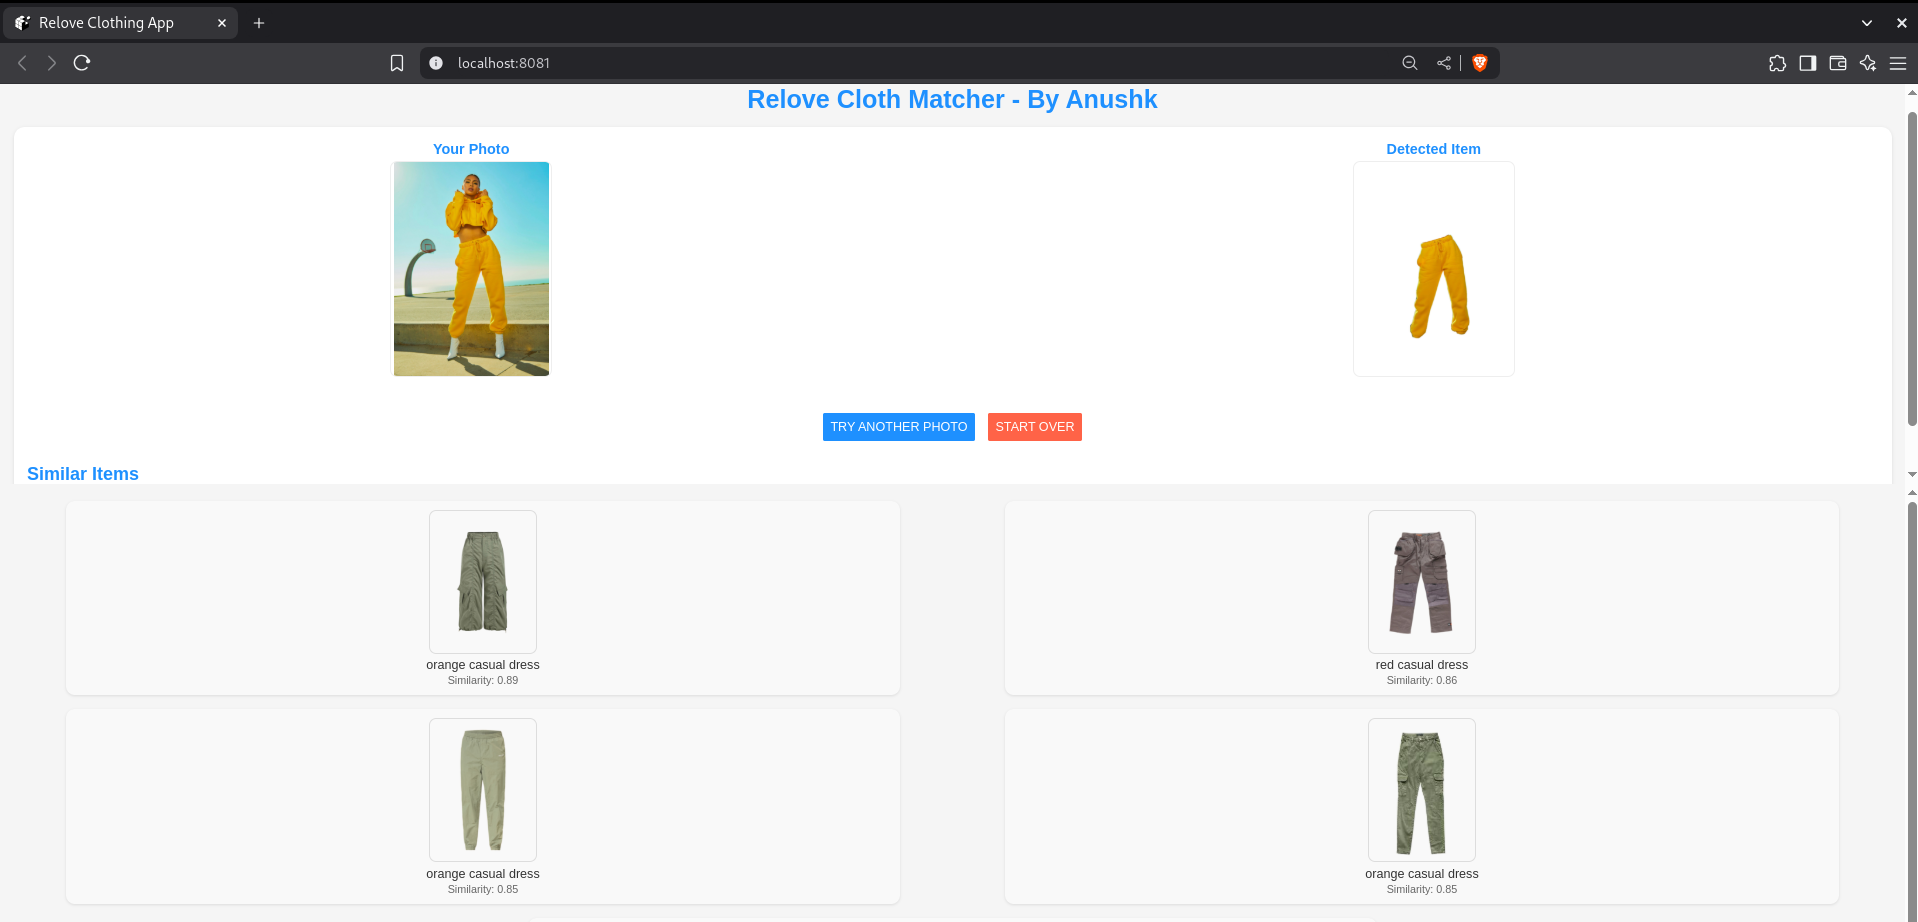 Relove Clothing App
localhost:8081
Relove Cloth Matcher - By Anushk
Your Photo
Detected Item
TRY ANOTHER PHOTO
START OVER
Similar Items
orange casual dress
Similarity: 0.89
red casual dress
Similarity: 0.86
orange casual dress
Similarity: 0.85
orange casual dress
Similarity: 0.85